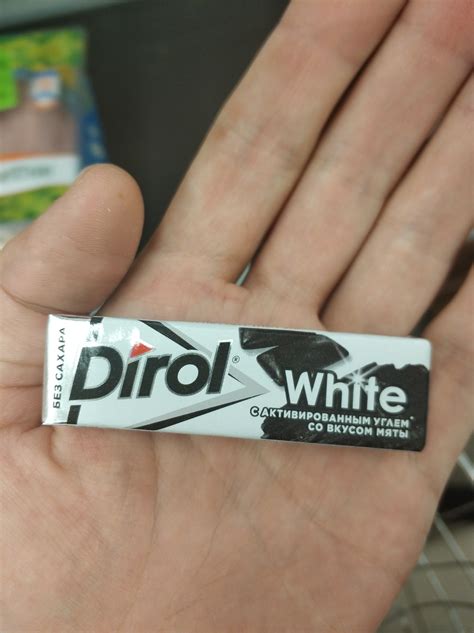 БЕЗ САХАРА
Dirol®
White
С АКТИВИРОВАННЫМ УГЛЕМ*
СО ВКУСОМ МЯТЫ